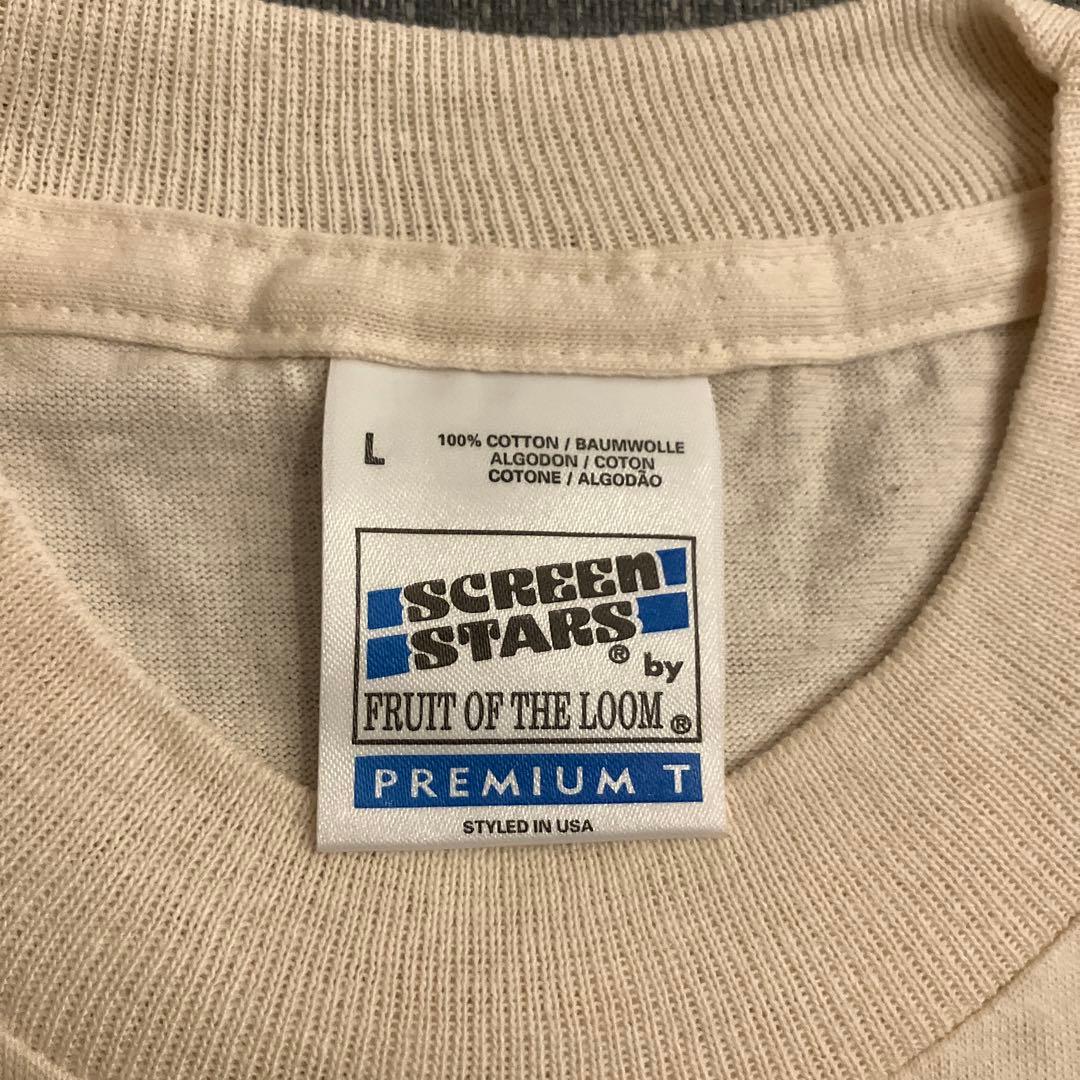 L
100% COTTON / BAUMWOLLE
ALGODON / COTON
COTONE / ALGODÃO
SCREEN
STARS® by
FRUIT OF THE LOOM®
PREMIUM T
STYLED IN USA